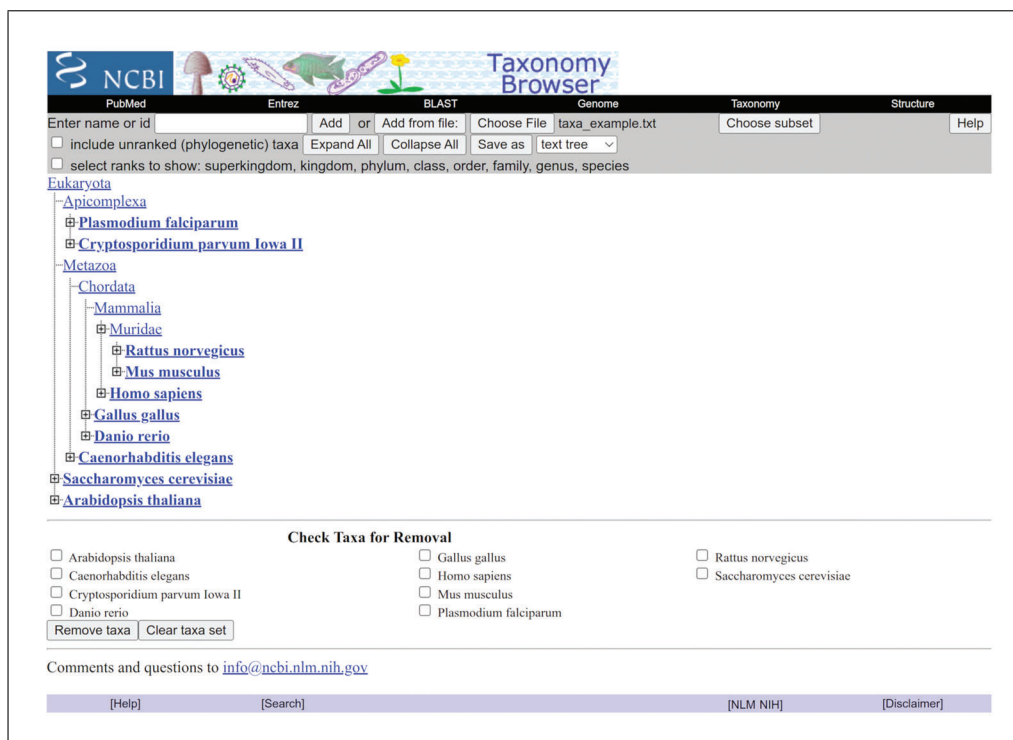 NCBI
Taxonomy
Browser
PubMed Entrez BLAST Genome Taxonomy Structure
Enter name or id Add or Add from file: Choose File taxa_example.txt Choose subset Help
include unranked (phylogenetic) taxa Expand All Collapse All Save as text tree
select ranks to show: superkingdom, kingdom, phylum, class, order, family, genus, species
Eukaryota
Apicomplexa
Plasmodium falciparum
Cryptosporidium parvum Iowa II
Metazoa
Chordata
Mammalia
Muridae
Rattus norvegicus
Mus musculus
Homo sapiens
Gallus gallus
Danio rerio
Caenorhabditis elegans
Saccharomyces cerevisiae
Arabidopsis thaliana
Check Taxa for Removal
Arabidopsis thaliana Gallus gallus Rattus norvegicus
Caenorhabditis elegans Homo sapiens Saccharomyces cerevisiae
Cryptosporidium parvum Iowa II Mus musculus
Danio rerio Plasmodium falciparum
Remove taxa Clear taxa set
Comments and questions to info@ncbi.nlm.nih.gov
[Help] [Search] [NLM NIH] [Disclaimer]